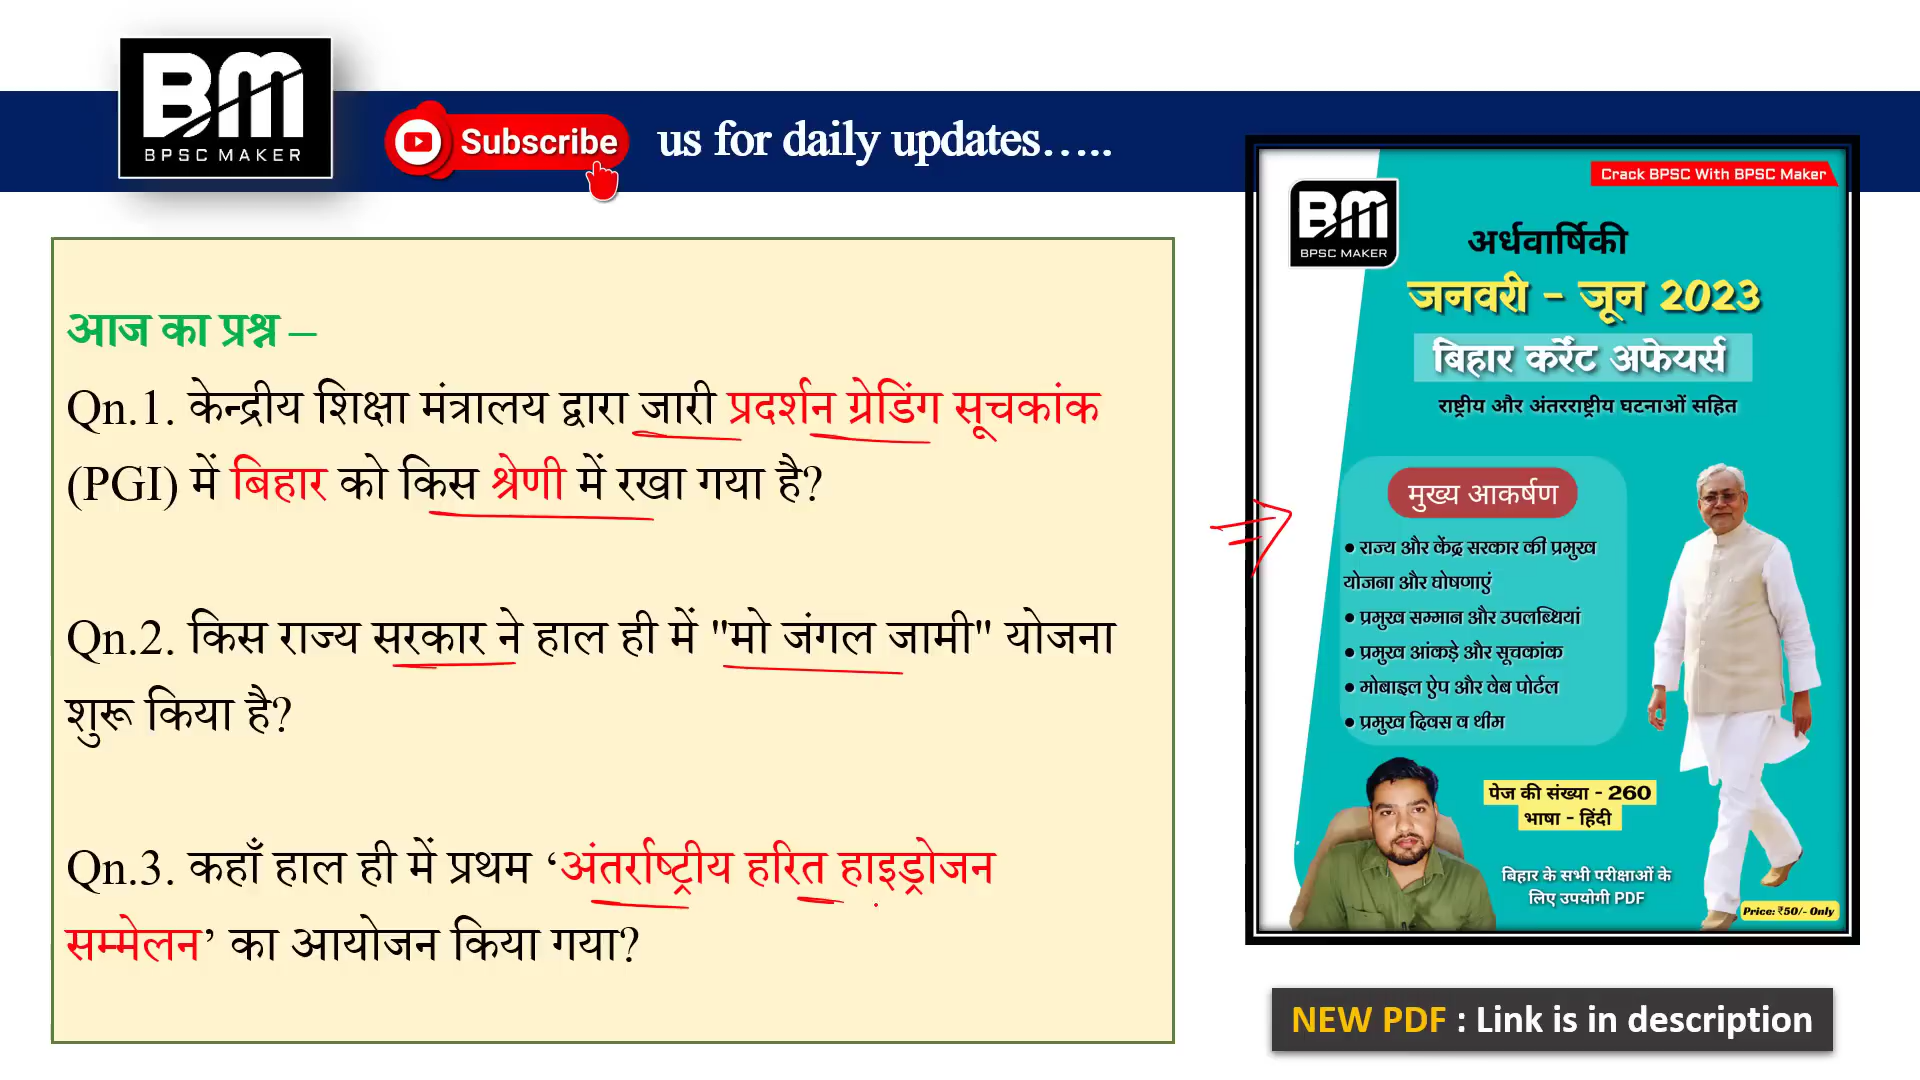 BM
BPSC MAKER
Subscribe
us for daily updates.....
आज का प्रश्न –
Qn.1. केन्द्रीय शिक्षा मंत्रालय द्वारा जारी प्रदर्शन ग्रेडिंग सूचकांक
(PGI) में बिहार को किस श्रेणी में रखा गया है?
Qn.2. किस राज्य सरकार ने हाल ही में "मो जंगल जामी" योजना
शुरू किया है?
Qn.3. कहाँ हाल ही में प्रथम ‘अंतर्राष्ट्रीय हरित हाइड्रोजन
सम्मेलन’ का आयोजन किया गया?
Crack BPSC With BPSC Maker
BM
BPSC MAKER
अर्धवार्षिकी
जनवरी - जून 2023
बिहार करेंट अफेयर्स
राष्ट्रीय और अंतरराष्ट्रीय घटनाओं सहित
मुख्य आकर्षण
• राज्य और केंद्र सरकार की प्रमुख
योजना और घोषणाएं
• प्रमुख सम्मान और उपलब्धियां
• प्रमुख आंकड़े और सूचकांक
• मोबाइल ऐप और वेब पोर्टल
• प्रमुख दिवस व थीम
पेज की संख्या - 260
भाषा - हिंदी
बिहार के सभी परीक्षाओं के
लिए उपयोगी PDF
Price: ₹50/- Only
NEW PDF : Link is in description